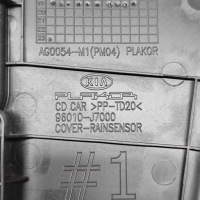 AG0054-M1(PM04) PLAKOR
KIA
PLAKOR
CD CAR >PP-TD20<
96010-J7000
COVER-RAINSENSOR
#1